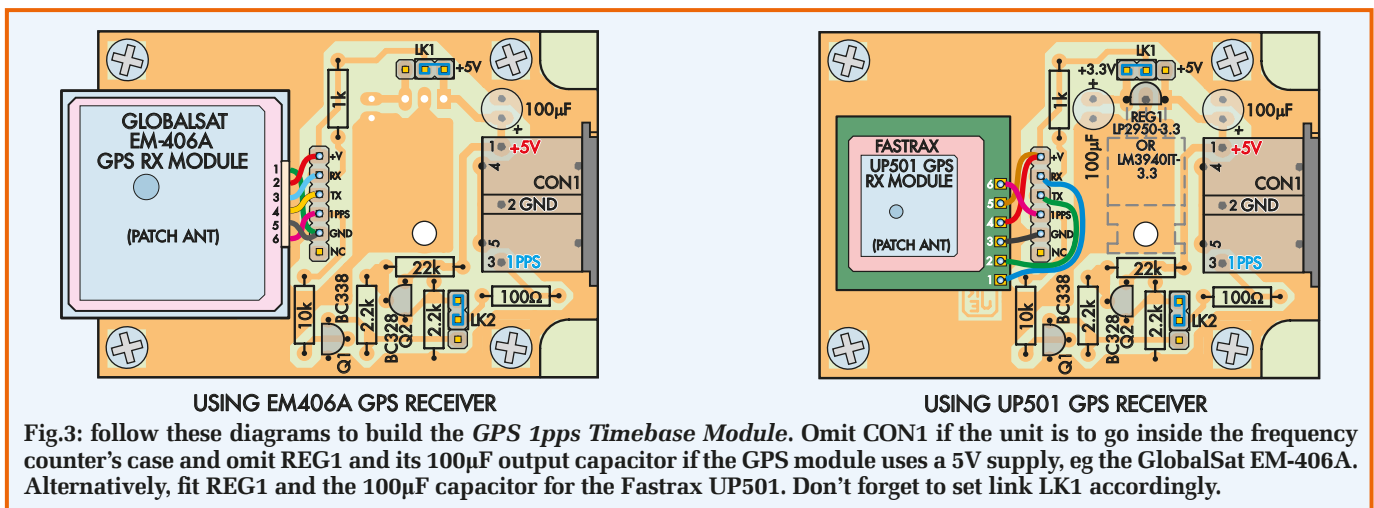 LK1
+5V
1k
100µF
+
GLOBALSAT
EM-406A
GPS RX MODULE
(PATCH ANT)
1
2
3
4
5
6
+V
RX
TX
1PPS
GND
NC
1
+5V
4
CON1
2 GND
5
3
1PPS
22k
100Ω
10k
BC338
Q1
2.2k
BC328
Q2
2.2k
LK2
USING EM406A GPS RECEIVER
LK1
+3.3V
+5V
+
1k
100µF
100µF
+
REG1
LP2950-3.3
OR
LM3940IT-
3.3
FASTRAX
UP501 GPS
RX MODULE
(PATCH ANT)
6
5
4
3
2
1
+V
RX
TX
1PPS
GND
NC
1
+5V
4
CON1
2 GND
5
3
1PPS
22k
100Ω
10k
BC338
Q1
2.2k
BC328
Q2
2.2k
LK2
USING UP501 GPS RECEIVER
Fig.3: follow these diagrams to build the GPS 1pps Timebase Module. Omit CON1 if the unit is to go inside the frequency
counter's case and omit REG1 and its 100µF output capacitor if the GPS module uses a 5V supply, eg the GlobalSat EM-406A.
Alternatively, fit REG1 and the 100µF capacitor for the Fastrax UP501. Don't forget to set link LK1 accordingly.